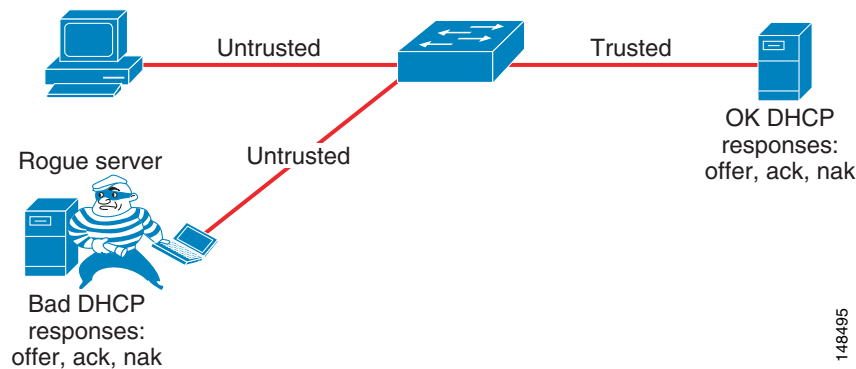 Untrusted
Trusted
OK DHCP
responses:
offer, ack, nak
Rogue server
Untrusted
Bad DHCP
responses:
offer, ack, nak
148495